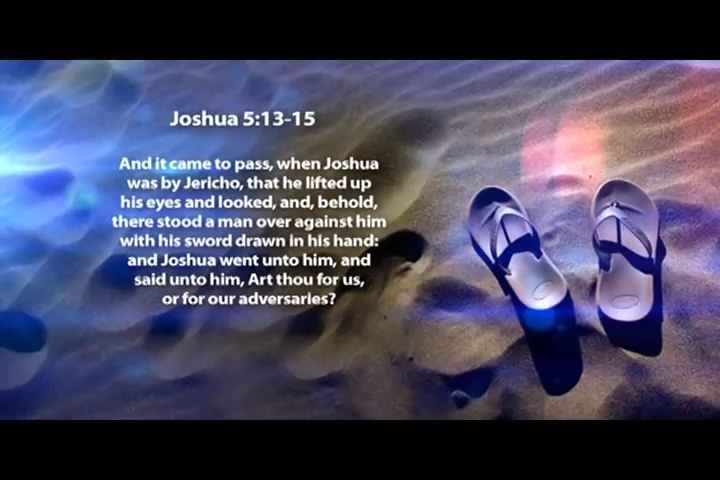 Joshua 5:13-15
And it came to pass, when Joshua
was by Jericho, that he lifted up
his eyes and looked, and, behold,
there stood a man over against him
with his sword drawn in his hand:
and Joshua went unto him, and
said unto him, Art thou for us,
or for our adversaries?